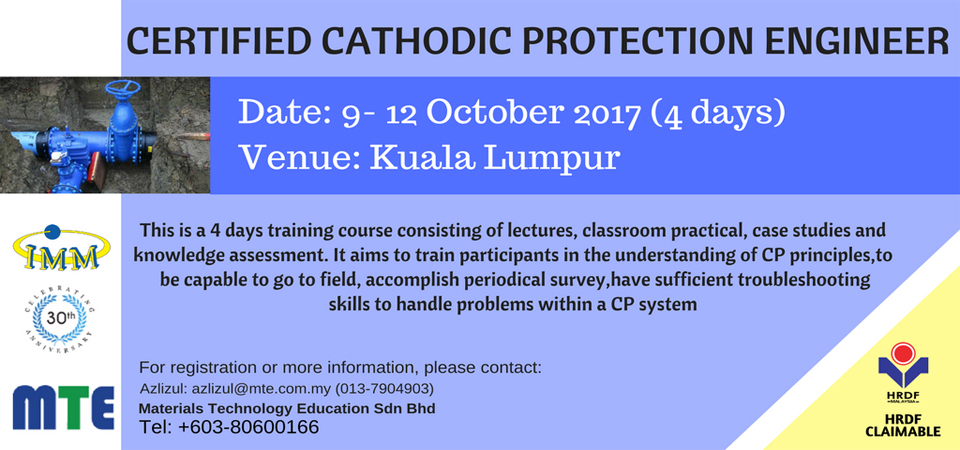 CERTIFIED CATHODIC PROTECTION ENGINEER
Date: 9- 12 October 2017 (4 days)
Venue: Kuala Lumpur
This is a 4 days training course consisting of lectures, classroom practical, case studies and
knowledge assessment. It aims to train participants in the understanding of CP principles,to
be capable to go to field, accomplish periodical survey,have sufficient troubleshooting
skills to handle problems within a CP system
IMM
CELEBRATING
30th
ANNIVERSARY
MTE
For registration or more information, please contact:
Azlizul: azlizul@mte.com.my (013-7904903)
Materials Technology Education Sdn Bhd
Tel: +603-80600166
HRDF
MALAYSIA
HRDF
CLAIMABLE